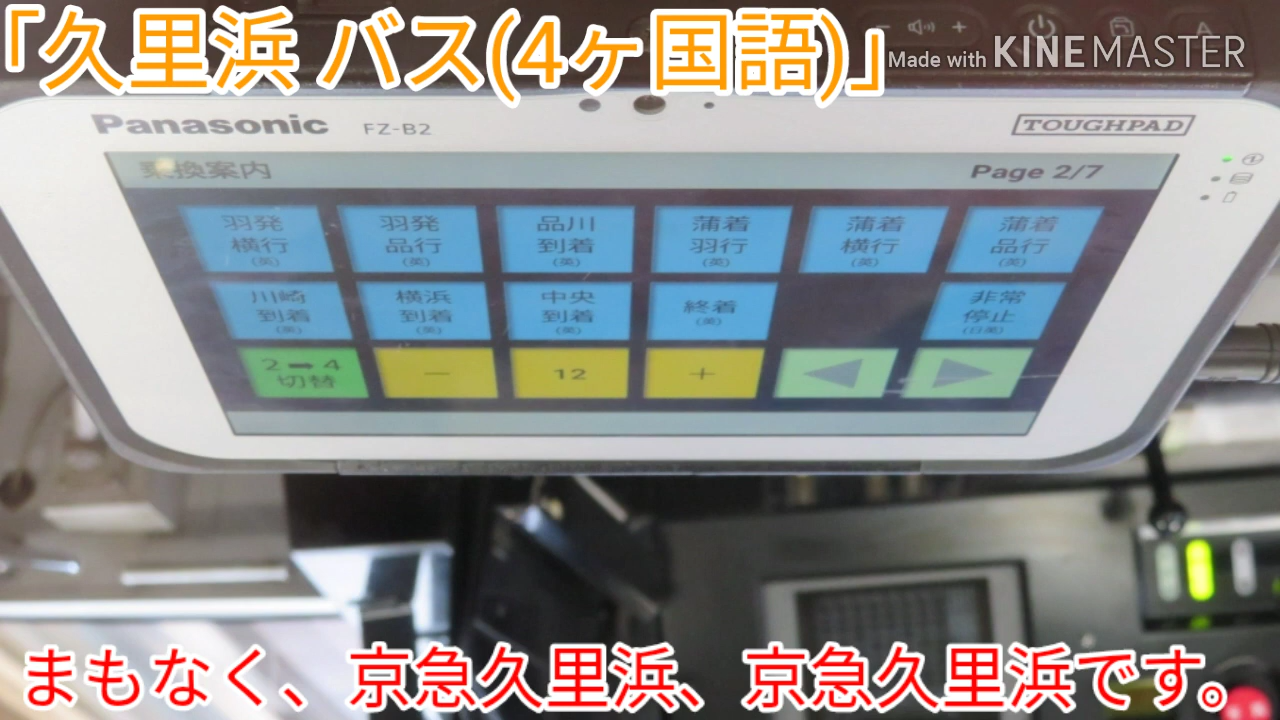 「久里浜 バス(4ヶ国語)」
Made with KINEMASTER
Panasonic FZ-B2 TOUGHPAD
乗換案内 Page 2/7
羽発 横行 (英)
羽発 品行 (英)
品川 到着 (英)
蒲着 羽行 (英)
蒲着 横行 (英)
蒲着 品行 (英)
川崎 到着 (英)
横浜 到着 (英)
中央 到着 (英)
終着 (英)
非常 停止 (日英)
2➡4 切替
−
12
+
まもなく、京急久里浜、京急久里浜です。